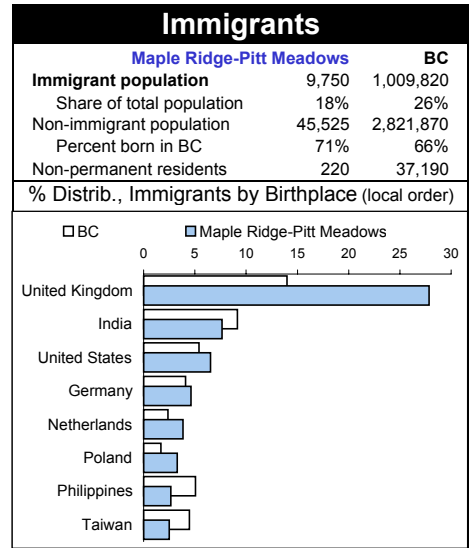 Immigrants
Maple Ridge-Pitt Meadows BC
Immigrant population 9,750 1,009,820
Share of total population 18% 26%
Non-immigrant population 45,525 2,821,870
Percent born in BC 71% 66%
Non-permanent residents 220 37,190
% Distrib., Immigrants by Birthplace (local order)
BC Maple Ridge-Pitt Meadows
0 5 10 15 20 25 30
United Kingdom
India
United States
Germany
Netherlands
Poland
Philippines
Taiwan